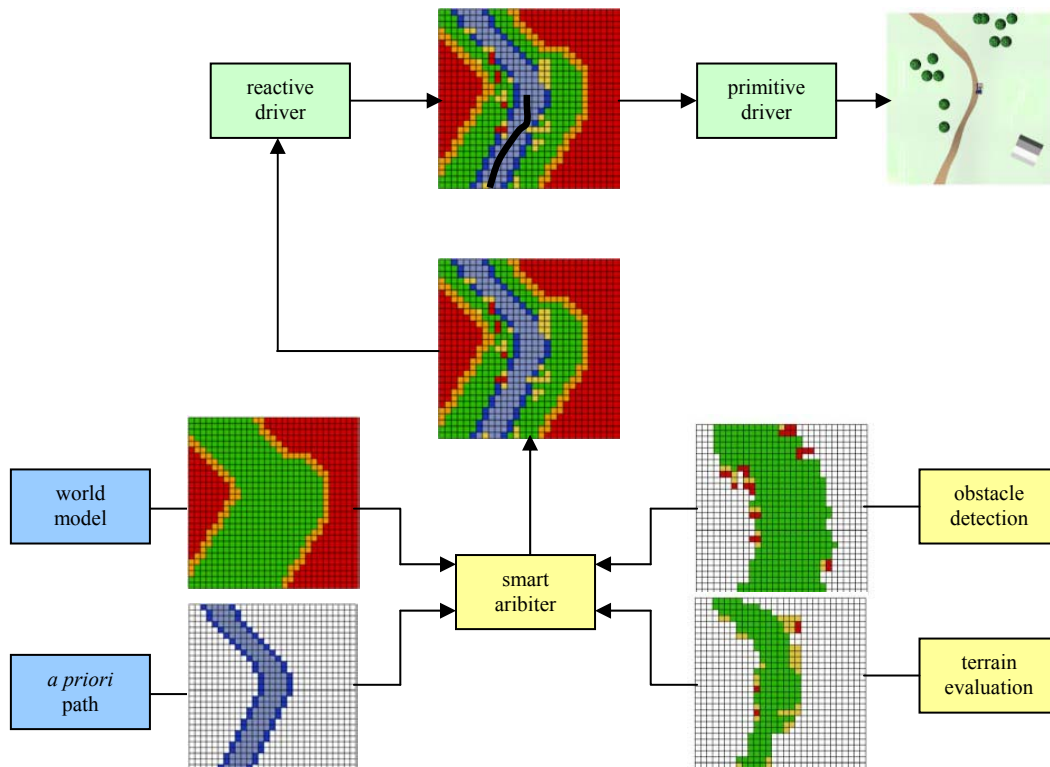 reactive
driver
primitive
driver
world
model
obstacle
detection
smart
aribiter
a priori
path
terrain
evaluation